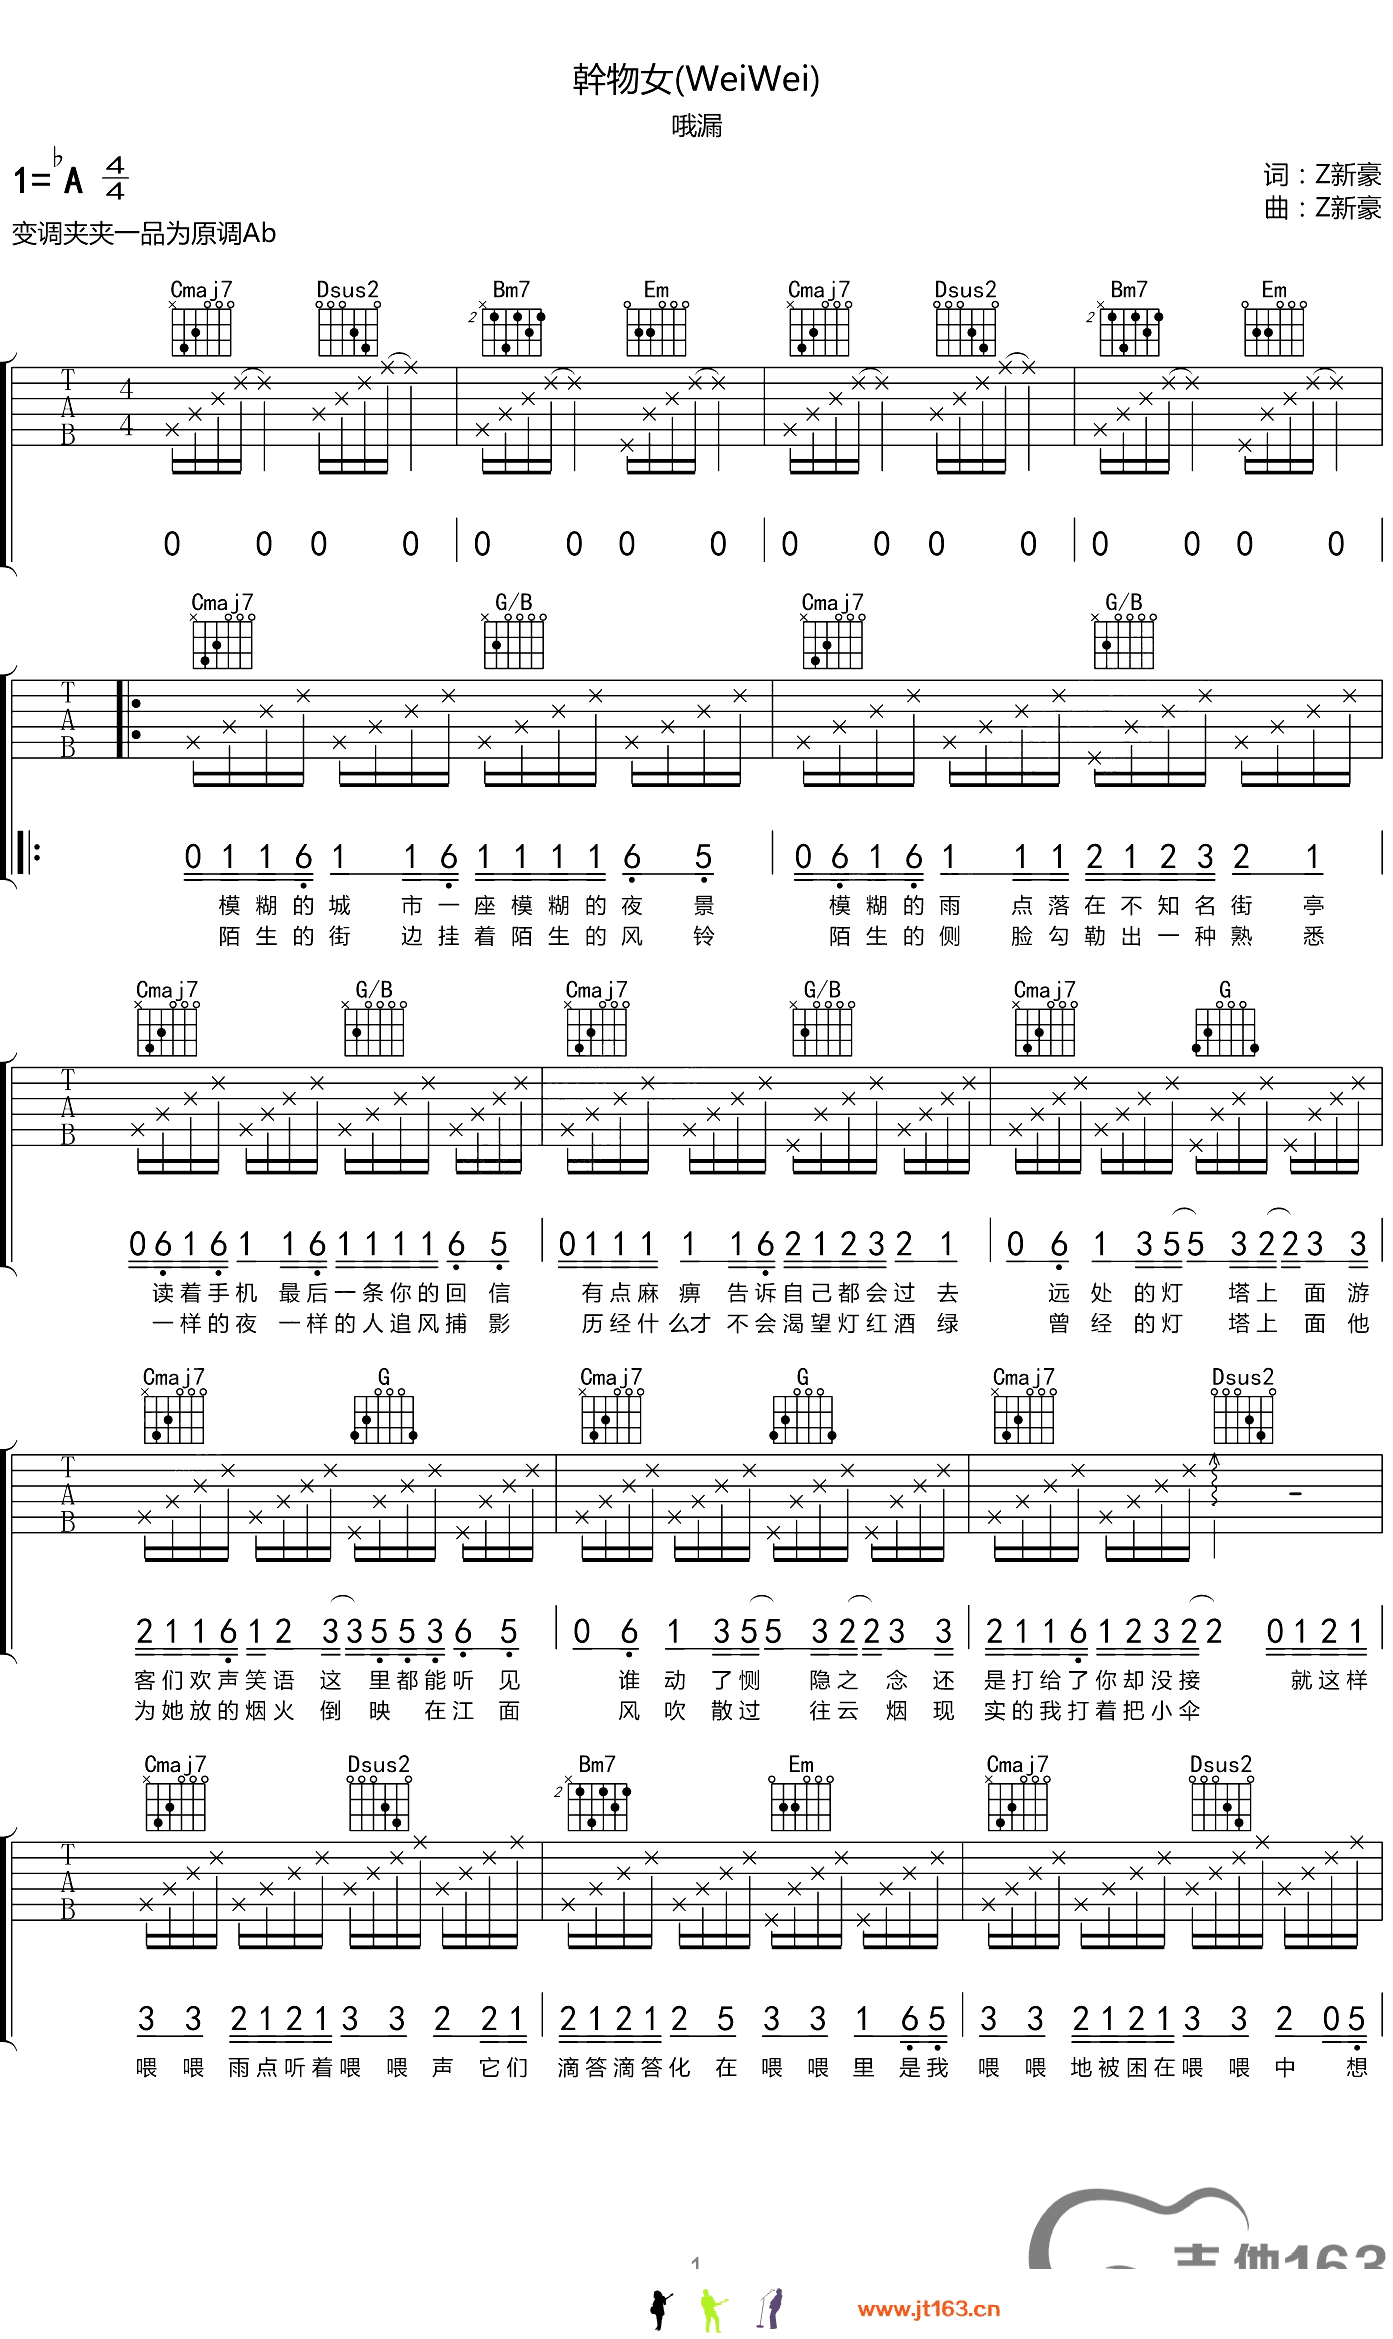 幹物女(WeiWei)
哦漏
1=♭A 4/4
词：Z新豪
曲：Z新豪
变调夹夹一品为原调Ab
Cmaj7 Dsus2 Bm7 Em Cmaj7 Dsus2 Bm7 Em
2 2
T A B 4 4
0 0 0 0 0 0 0 0 0 0 0 0 0 0 0 0
Cmaj7 G/B Cmaj7 G/B
T A B
0 1 1 6 1 1 6 1 1 1 1 6 5 0 6 1 6 1 1 1 2 1 2 3 2 1
模糊的城市一座模糊的夜景 模糊的雨点落在不知名街亭
陌生的街边挂着陌生的风铃 陌生的侧脸勾勒出一种熟悉
Cmaj7 G/B Cmaj7 G/B Cmaj7 G
T A B
0 6 1 6 1 1 6 1 1 1 1 6 5 0 1 1 1 1 1 6 2 1 2 3 2 1 0 6 1 3 5 5 3 2 2 3 3
读着手机最后一条你的回信 有点麻痹告诉自己都会过去 远处的灯塔上面游
一样的夜一样的人追风捕影 历经什么才不会渴望灯红酒绿 曾经的灯塔上面他
Cmaj7 G Cmaj7 G Cmaj7 Dsus2
T A B
2 1 1 6 1 2 3 3 5 5 3 6 5 0 6 1 3 5 5 3 2 2 3 3 2 1 1 6 1 2 3 2 2 0 1 2 1
客们欢声笑语这里都能听见 谁动了恻隐之念还 是打给了你却没接 就这样
为她放的烟火倒映在江面 风吹散过往云烟现 实的我打着把小伞
Cmaj7 Dsus2 Bm7 Em Cmaj7 Dsus2
2
T A B
3 3 2 1 2 1 3 3 2 2 1 2 1 2 1 2 5 3 3 1 6 5 3 3 2 1 2 1 3 3 2 0 5
喂喂雨点听着喂喂声它们 滴答滴答化在喂喂里是我 喂喂地被困在喂喂中想
1
吉他163
www.jt163.cn